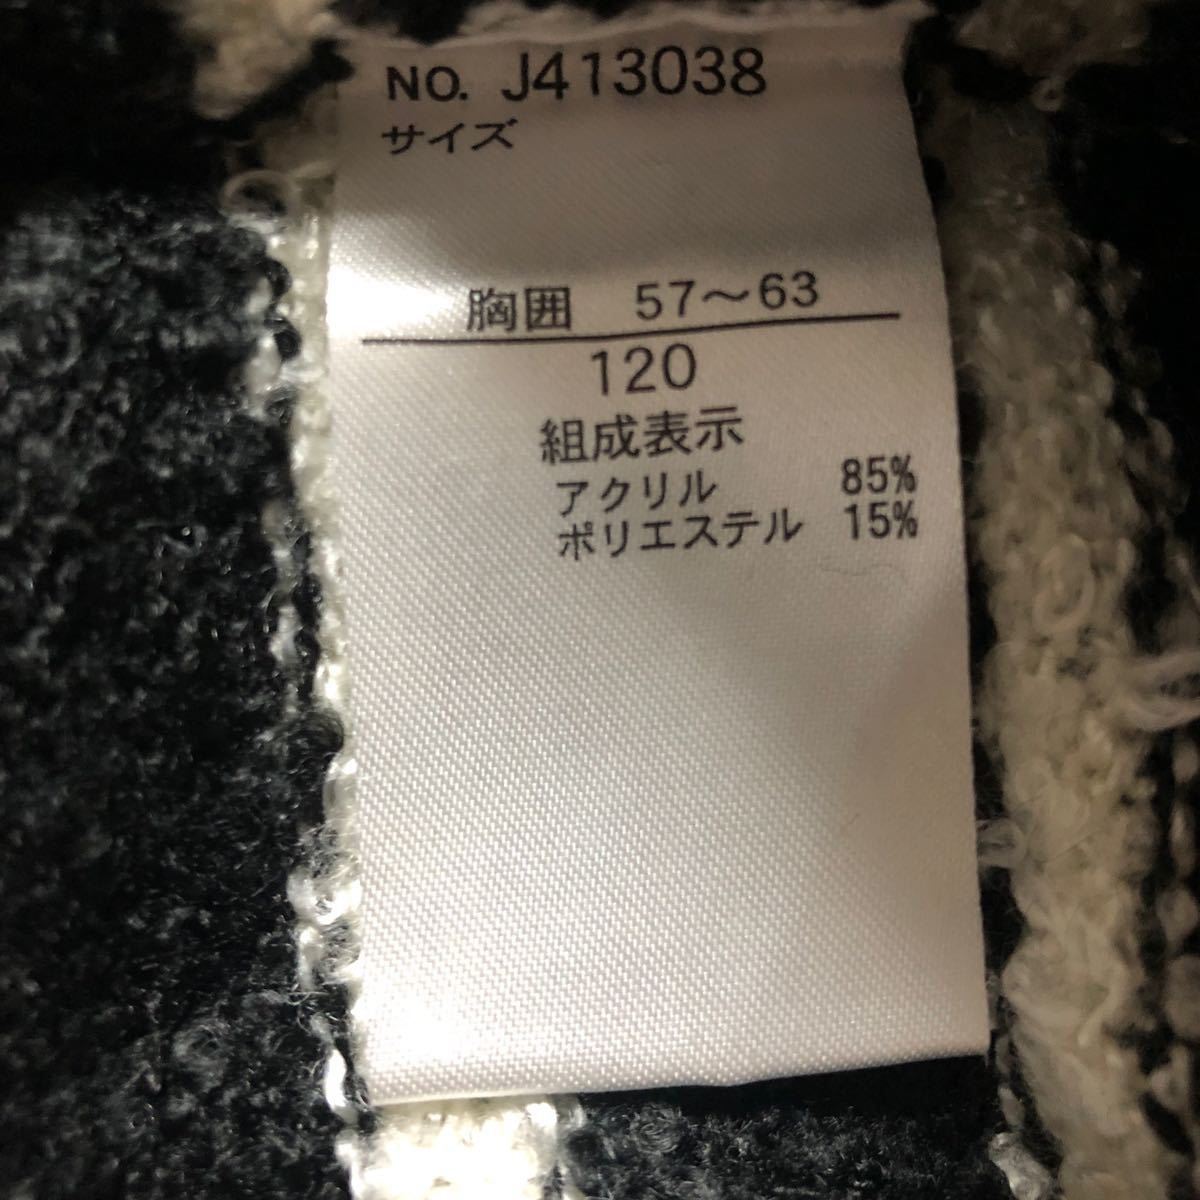 NO. J413038
サイズ
胸囲 57～63
120
組成表示
アクリル 85%
ポリエステル 15%